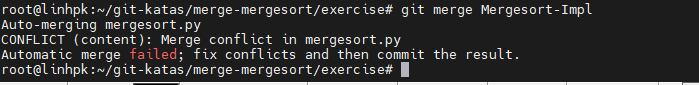 root@linhpk:~/git-katas/merge-mergesort/exercise# git merge Mergesort-Impl
Auto-merging mergesort.py
CONFLICT (content): Merge conflict in mergesort.py
Automatic merge failed; fix conflicts and then commit the result.
root@linhpk:~/git-katas/merge-mergesort/exercise#